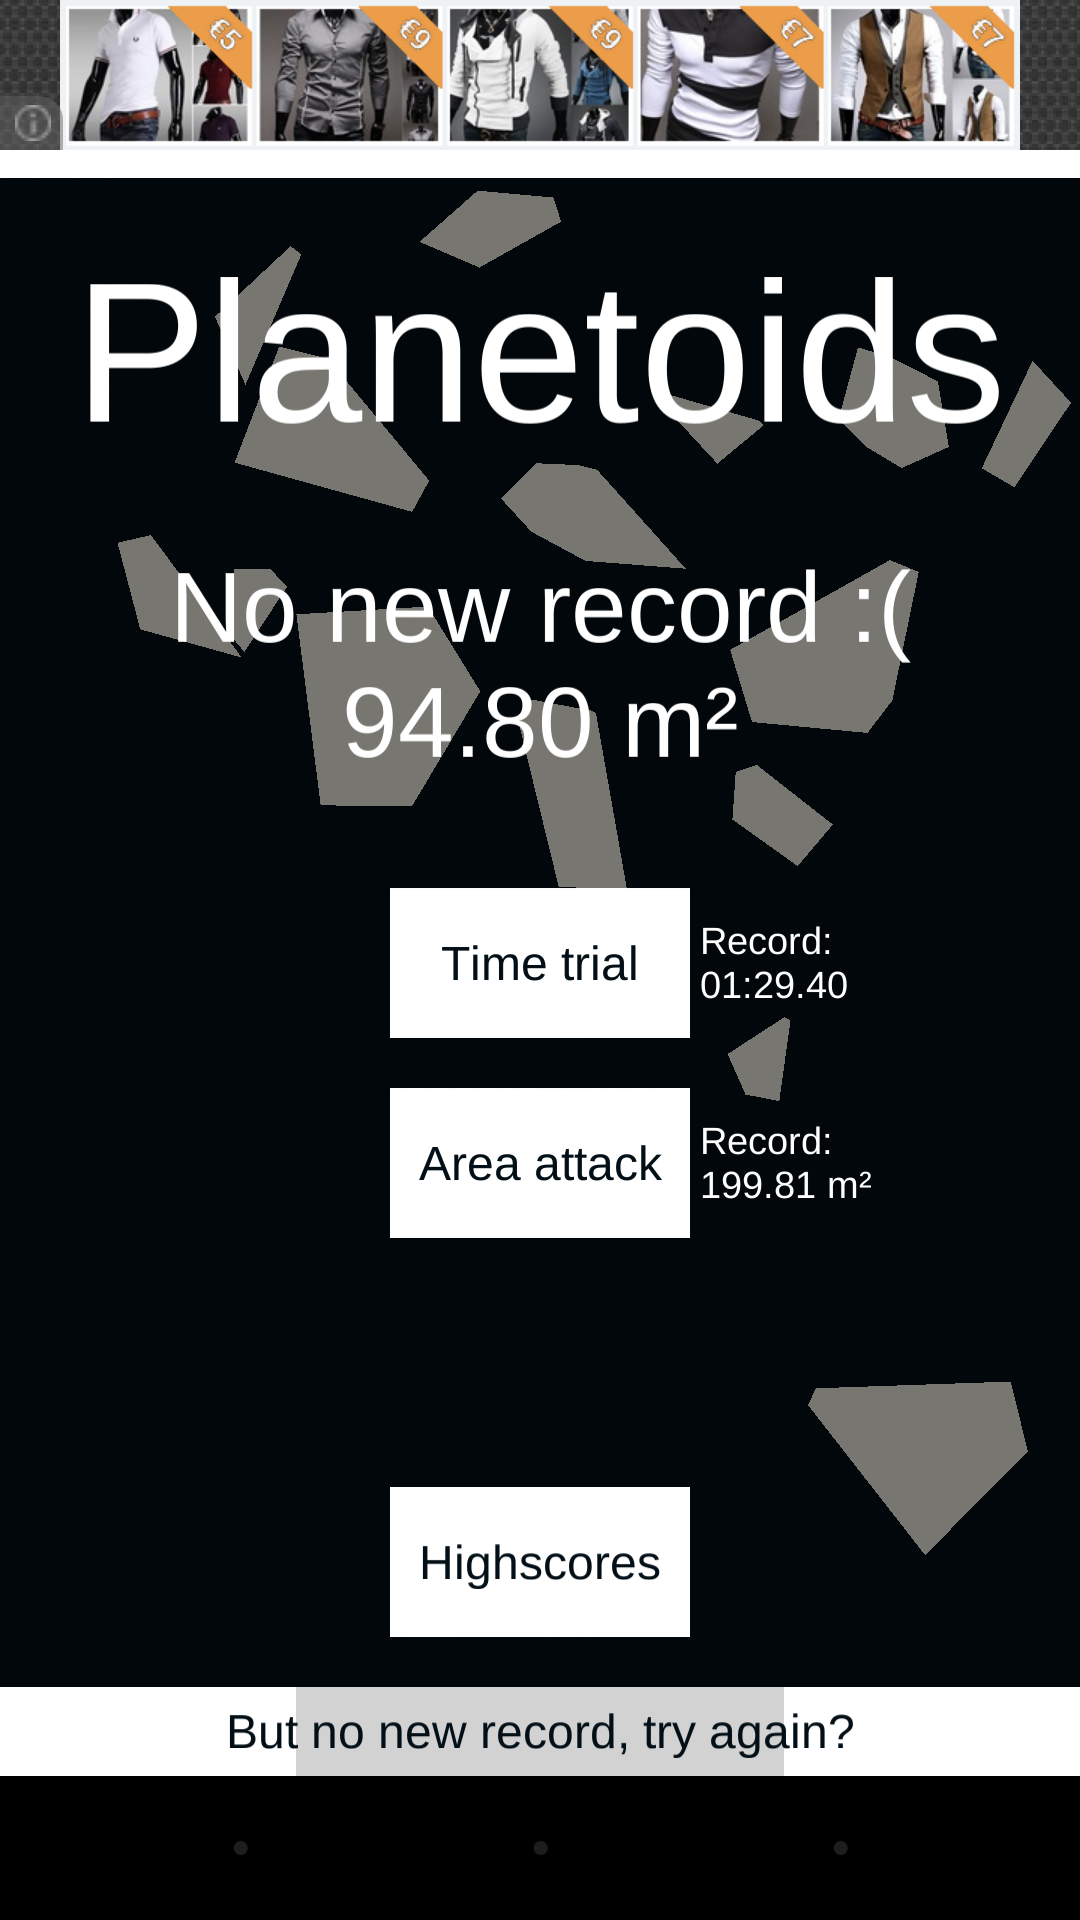 £5 £9 £9 £7 £7
Planetoids
No new record :(
94.80 m²
Time trial
Record:
01:29.40
Area attack
Record:
199.81 m²
Highscores
But no new record, try again?